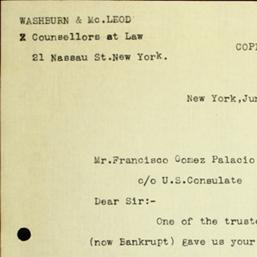 WASHBURN & Mc.LEOD
Counsellors at Law
21 Nassau St.New York.
COP
New York,Jun
Mr.Francisco Gomez Palacio
c/o U.S.Consulate
Dear Sir:-
One of the truste
(now Bankrupt) gave us your